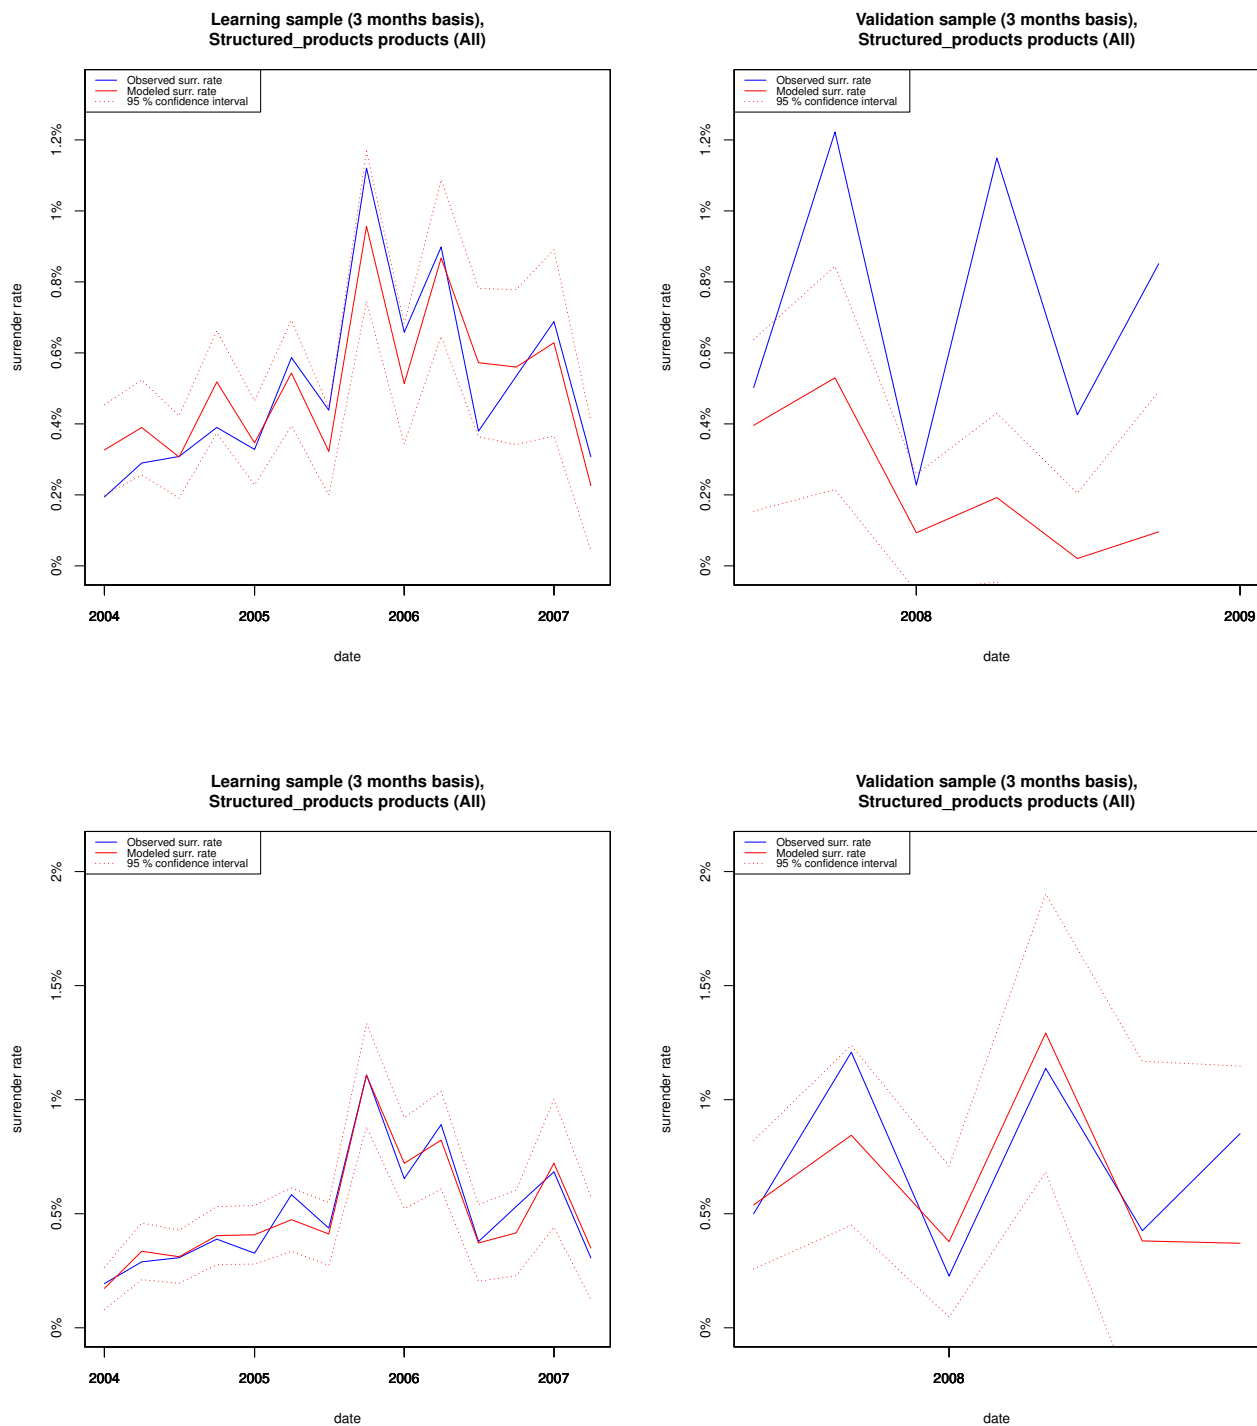 Learning sample (3 months basis),
Structured_products products (All)
Observed surr. rate
Modeled surr. rate
95 % confidence interval
surrender rate
1.2%
1%
0.8%
0.6%
0.4%
0.2%
0%
2004
2005
2006
2007
date
Validation sample (3 months basis),
Structured_products products (All)
Observed surr. rate
Modeled surr. rate
95 % confidence interval
surrender rate
1.2%
1%
0.8%
0.6%
0.4%
0.2%
0%
2008
2009
date
Learning sample (3 months basis),
Structured_products products (All)
Observed surr. rate
Modeled surr. rate
95 % confidence interval
surrender rate
2%
1.5%
1%
0.5%
0%
2004
2005
2006
2007
date
Validation sample (3 months basis),
Structured_products products (All)
Observed surr. rate
Modeled surr. rate
95 % confidence interval
surrender rate
2%
1.5%
1%
0.5%
0%
2008
date